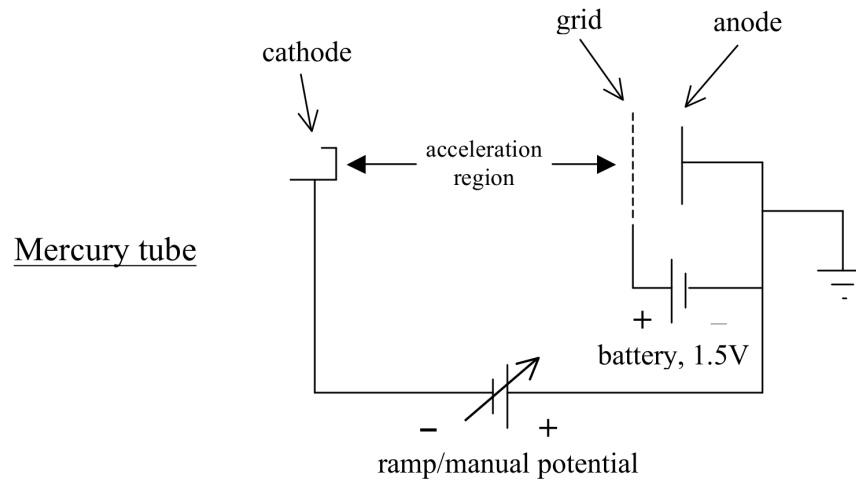 grid
anode
cathode
acceleration
region
Mercury tube
+ –
battery, 1.5V
- +
ramp/manual potential